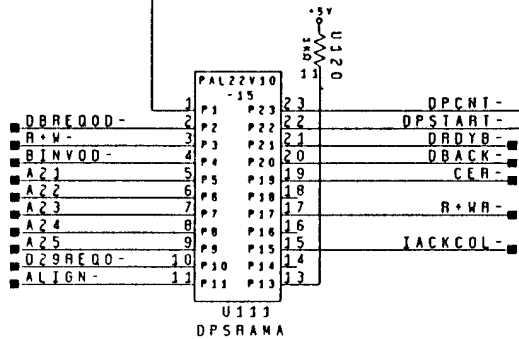 +5V
U120
1KΩ
11
PAL22V10
-15
1 P1 P23 23 DPCNT-
DBREQOD- 2 P2 P22 22 DPSTART-
R+W- 3 P3 P21 21 DRDYB-
BINVOD- 4 P4 P20 20 DBACK-
A21 5 P5 P19 19 CER-
A22 6 P6 P18 18
A23 7 P7 P17 17 R+WR-
A24 8 P8 P16 16
A25 9 P9 P15 15 IACKCOL-
D29REQO- 10 P10 P14 14
ALIGN- 11 P11 P13 13
U111
DPSRAMA